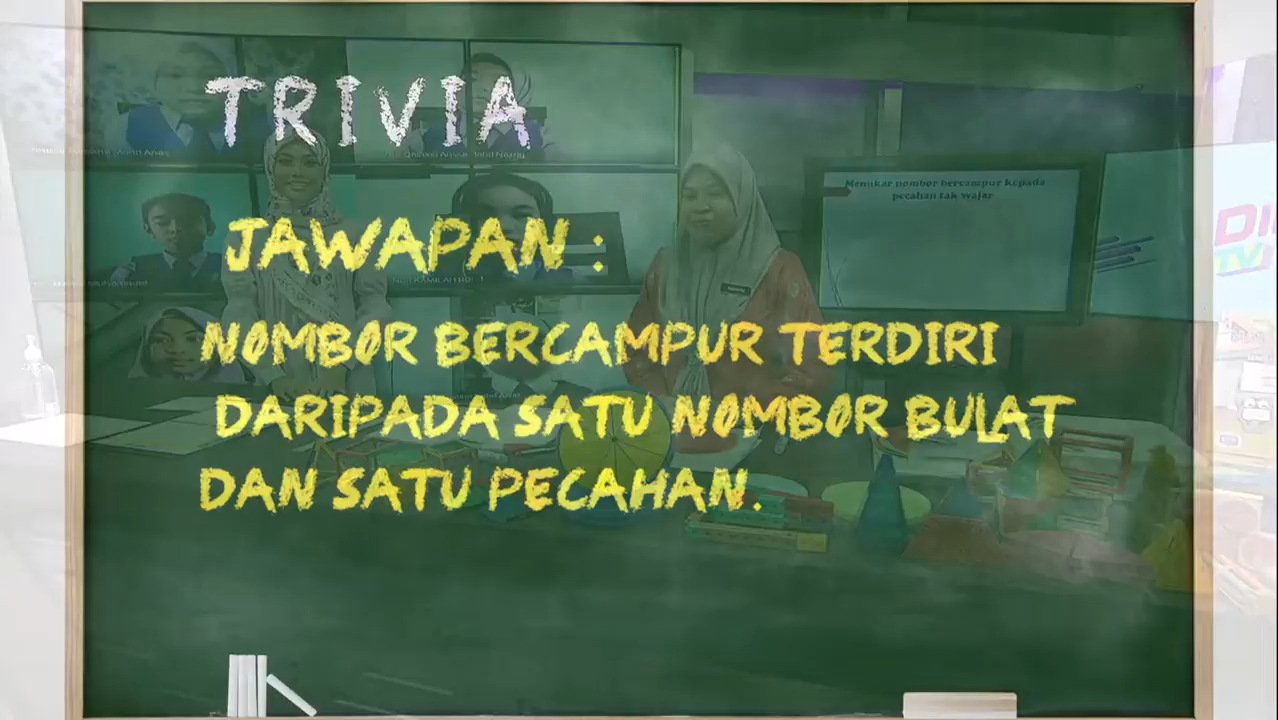 TRIVIA
JAWAPAN :
NOMBOR BERCAMPUR TERDIRI
DARIPADA SATU NOMBOR BULAT
DAN SATU PECAHAN.
Menukar nombor bercampur kepada
pecahan tak wajar
TV